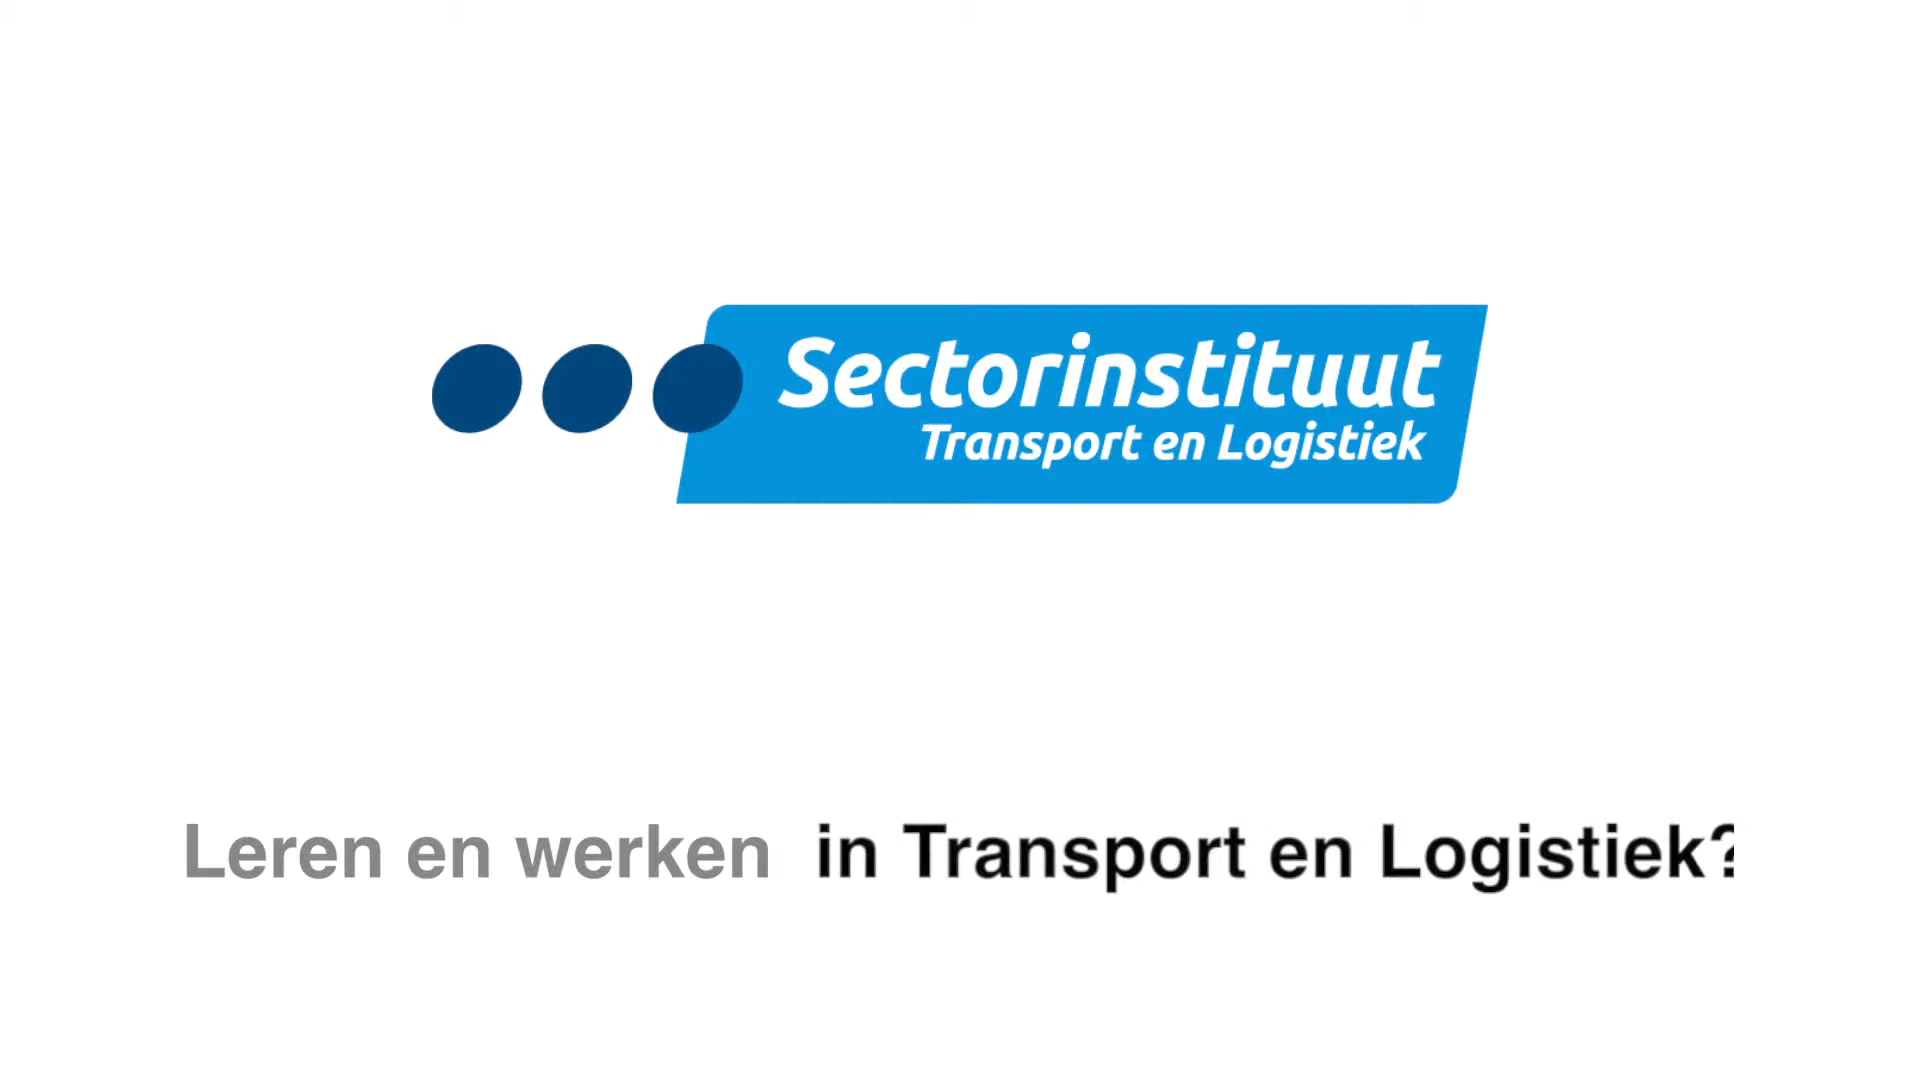 Sectorinstituut
Transport en Logistiek
Leren en werken in Transport en Logistiek?